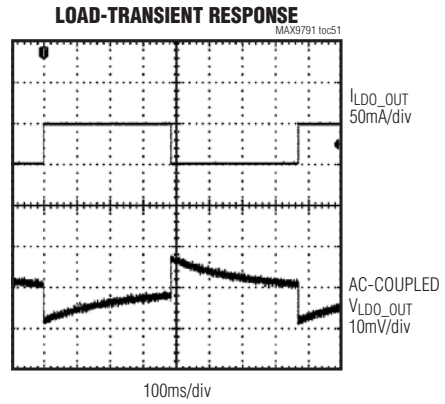 LOAD-TRANSIENT RESPONSE
MAX9791 toc51
ILDO_OUT
50mA/div
AC-COUPLED
VLDO_OUT
10mV/div
100ms/div